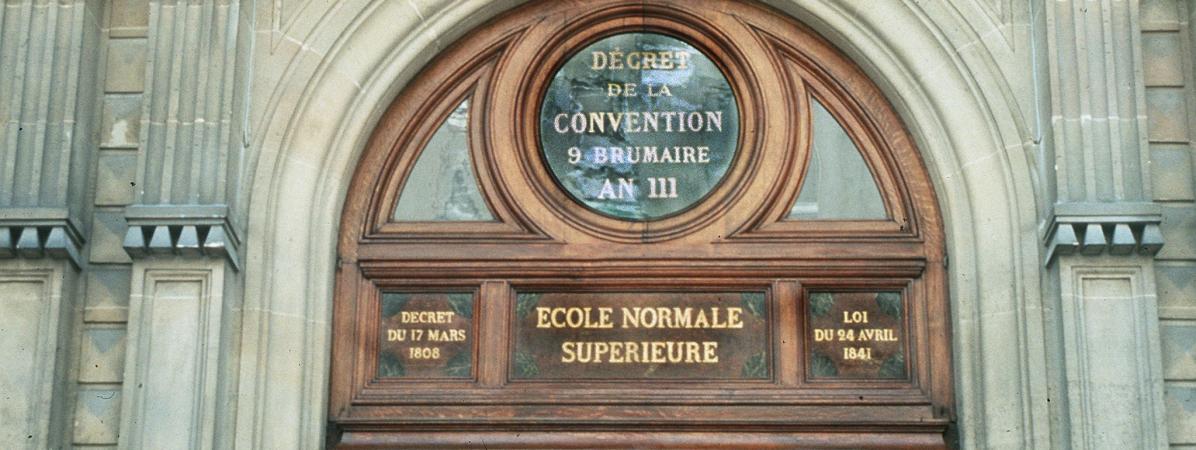 DÉCRET
DE LA
CONVENTION
9 BRUMAIRE
AN III
DECRET
DU 17 MARS
1808
ECOLE NORMALE
SUPERIEURE
LOI
DU 24 AVRIL
1841